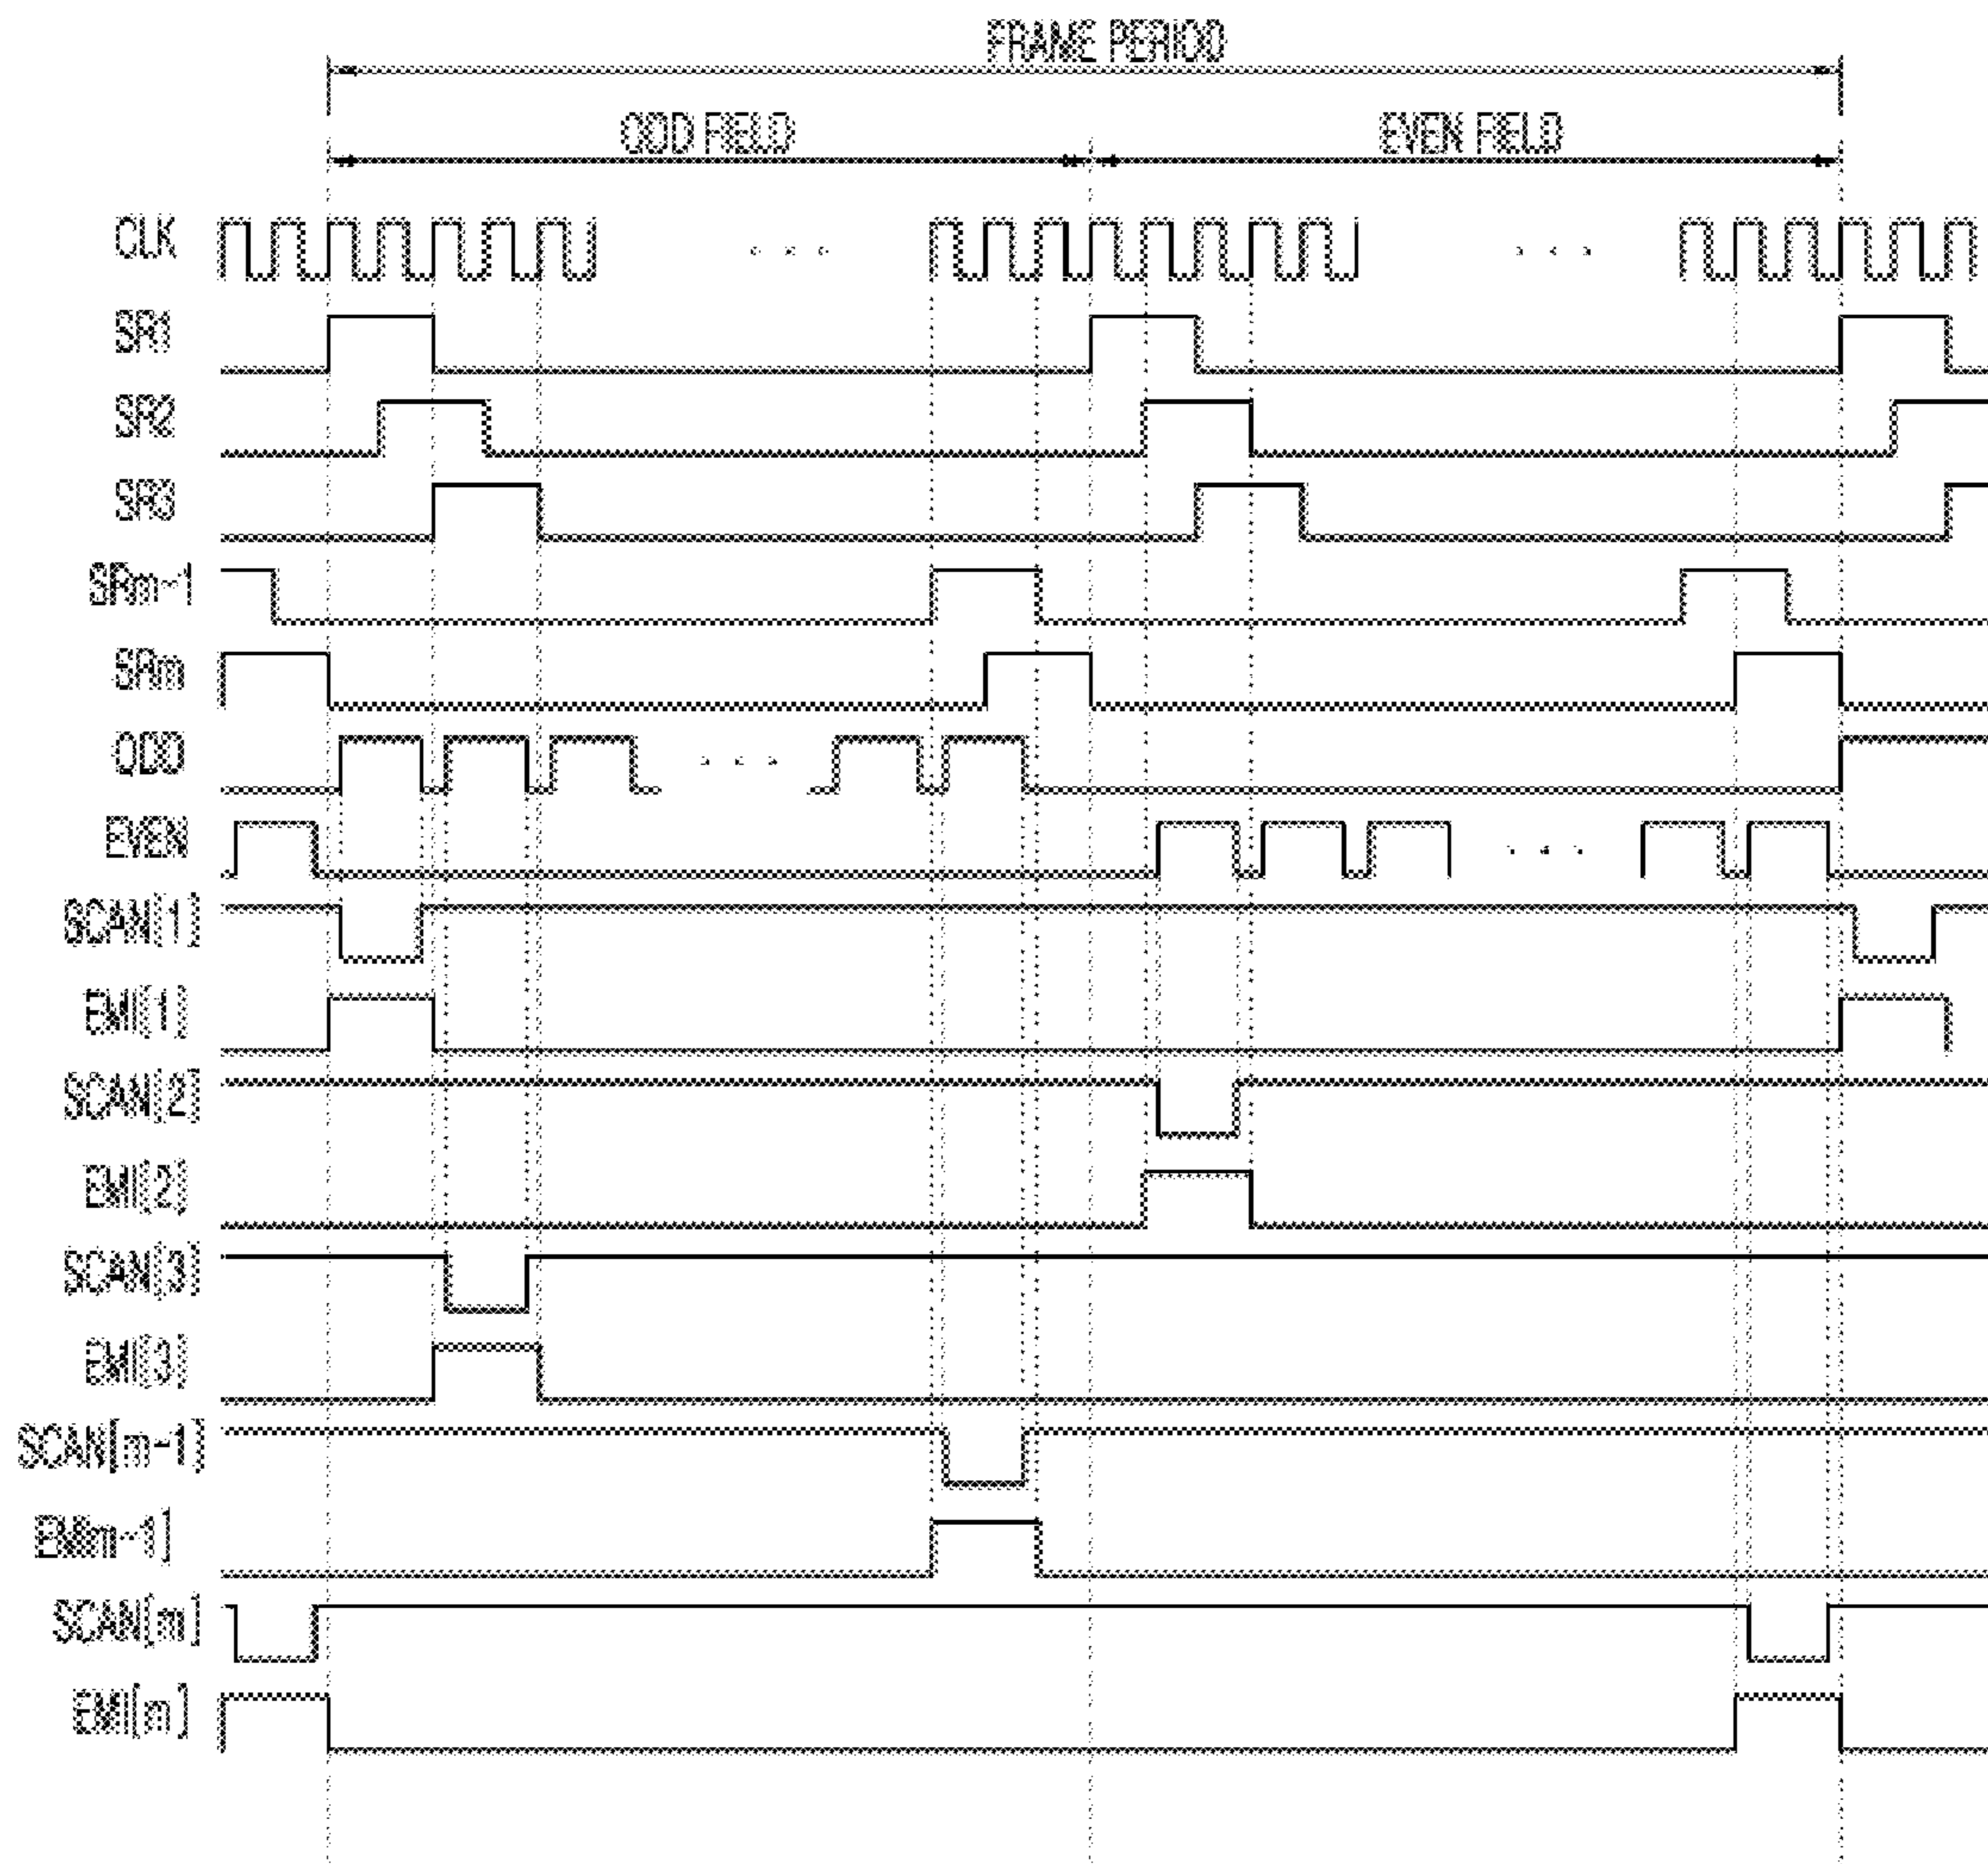 FRAME PERIOD
ODD FIELD
EVEN FIELD
CLK
SR1
SR2
SR3
SRm-1
SRm
ODD
EVEN
SCAN[1]
EMI[1]
SCAN[2]
EMI[2]
SCAN[3]
EMI[3]
SCAN[m-1]
EMIm-1]
SCAN[m]
EMI[m]